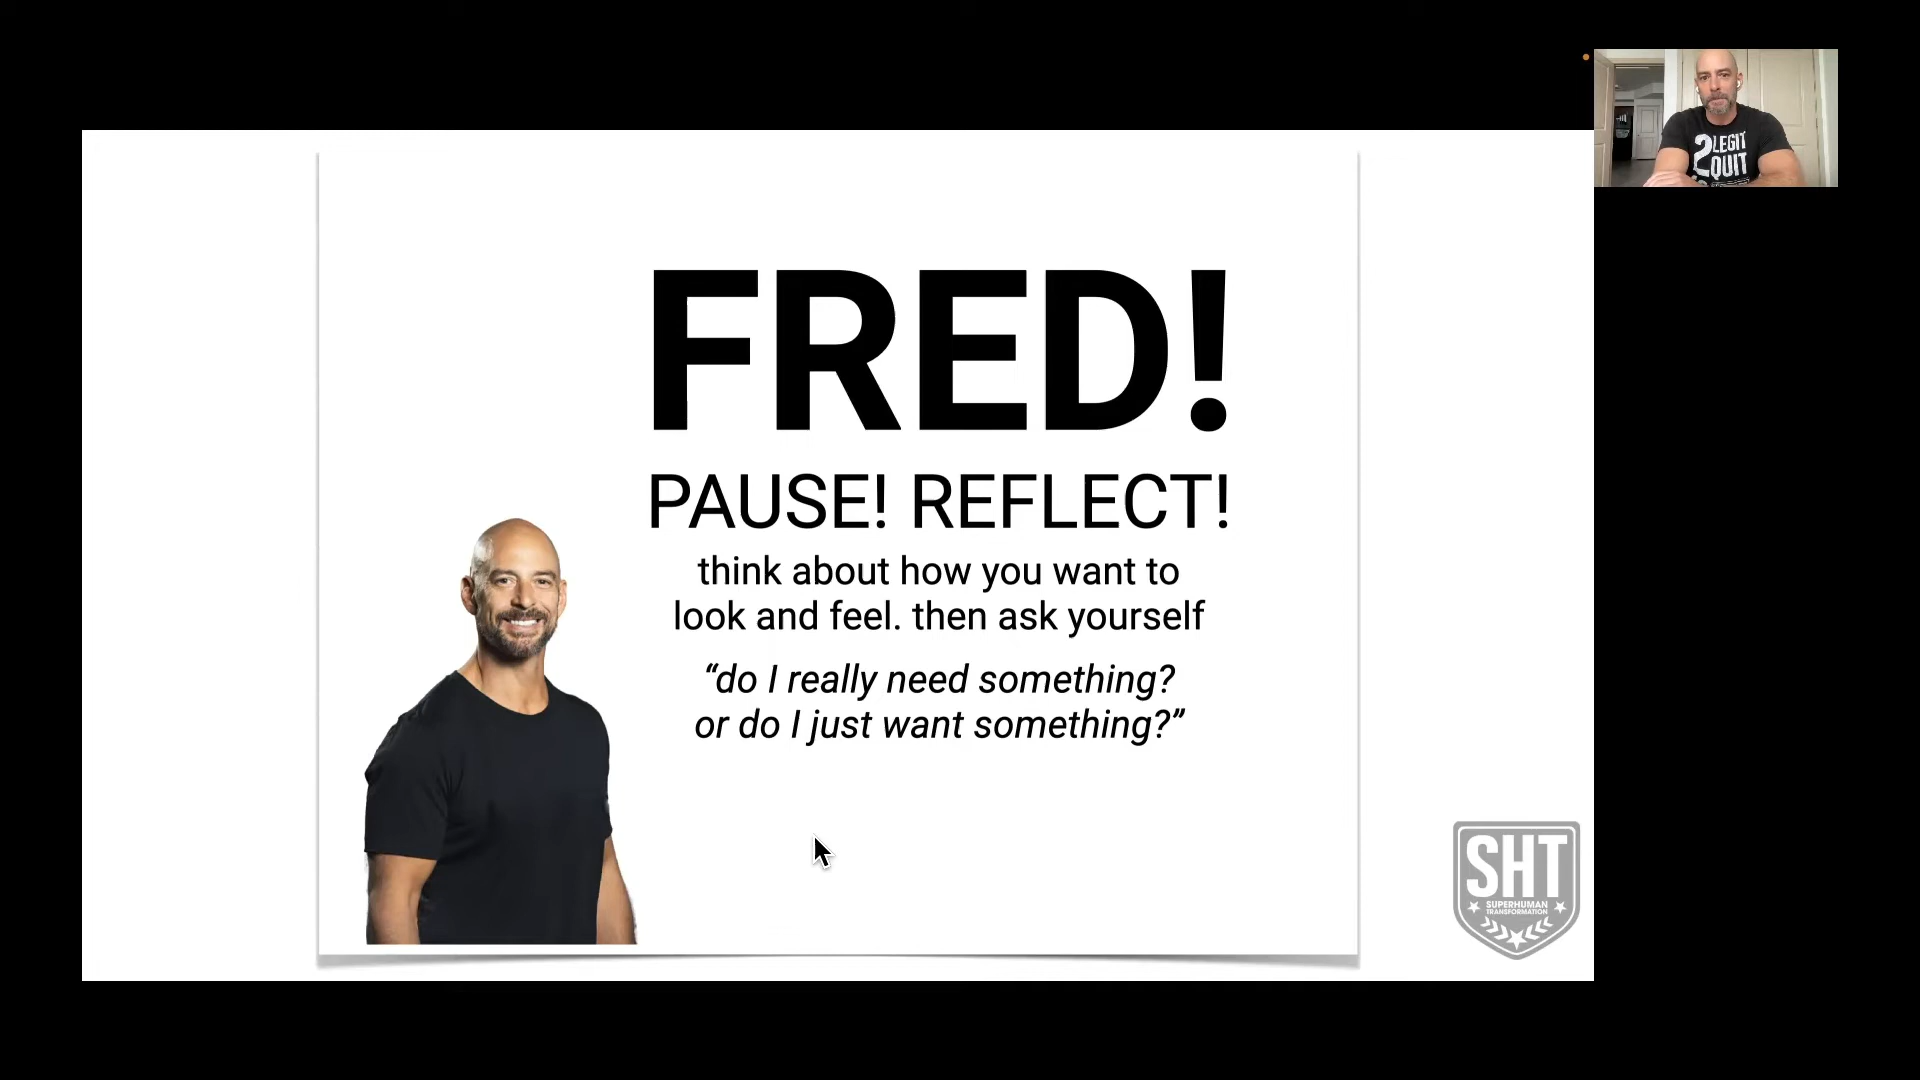 FRED!
PAUSE! REFLECT!
think about how you want to
look and feel. then ask yourself
“do I really need something?
or do I just want something?”
2 LEGIT
QUIT
SHT
SUPERHUMAN
TRANSFORMATION